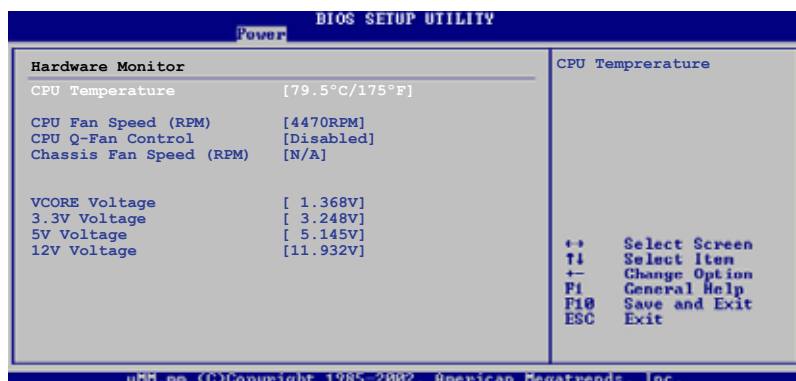 BIOS SETUP UTILITY
Power
Hardware Monitor
CPU Temperature [79.5°C/175°F]
CPU Fan Speed (RPM) [4470RPM]
CPU Q-Fan Control [Disabled]
Chassis Fan Speed (RPM) [N/A]
VCORE Voltage [ 1.368V]
3.3V Voltage [ 3.248V]
5V Voltage [ 5.145V]
12V Voltage [11.932V]
CPU Temprerature
↔ Select Screen
↑↓ Select Item
+- Change Option
F1 General Help
F10 Save and Exit
ESC Exit
(C)Copyright 1985-2002, American Megatrends, Inc.